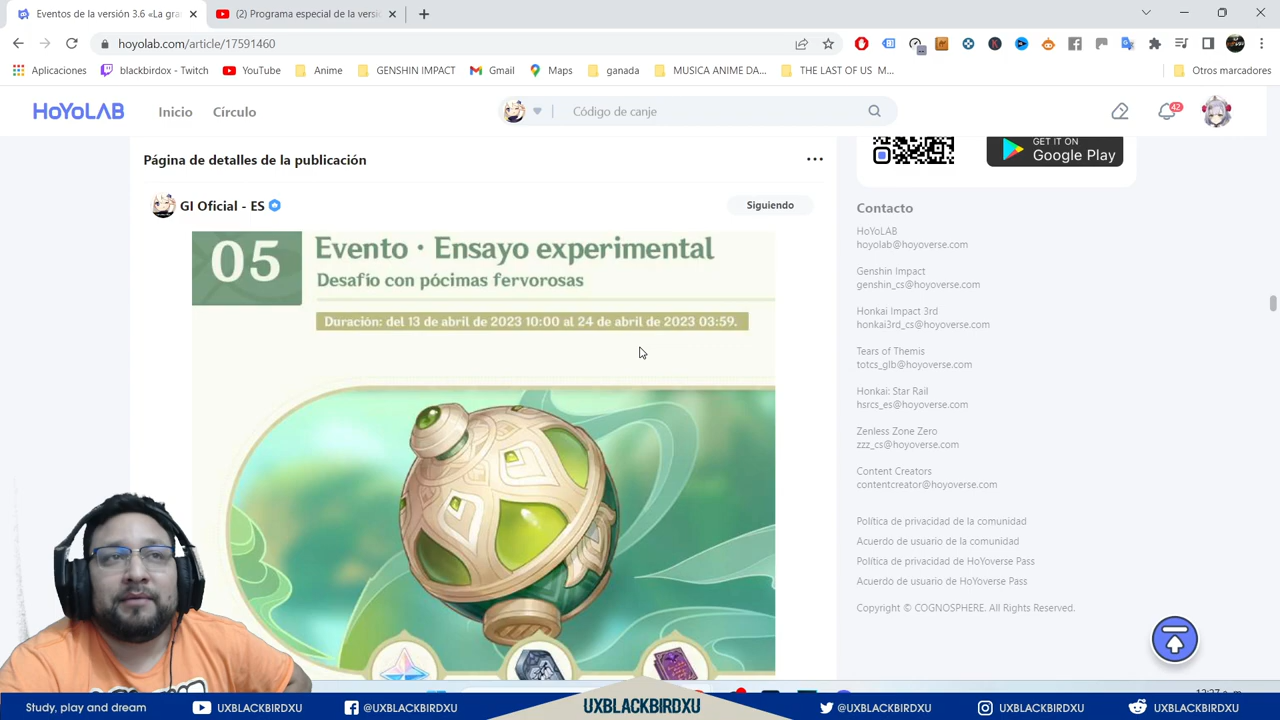 Eventos de la versión 3.6 «La gra
(2) Programa especial de la versi
hoyolab.com/article/17591460
Aplicaciones
blackbirdox - Twitch
YouTube
Anime
GENSHIN IMPACT
Gmail
Maps
ganada
MUSICA ANIME DA...
THE LAST OF US M...
Otros marcadores
HoYoLAB
Inicio
Círculo
Código de canje
42
Página de detalles de la publicación
GI Oficial - ES
Siguiendo
05
Evento · Ensayo experimental
Desafío con pócimas fervorosas
Duración: del 13 de abril de 2023 10:00 al 24 de abril de 2023 03:59.
GET IT ON
Google Play
Contacto
HoYoLAB
hoyolab@hoyoverse.com
Genshin Impact
genshin_cs@hoyoverse.com
Honkai Impact 3rd
honkai3rd_cs@hoyoverse.com
Tears of Themis
totcs_glb@hoyoverse.com
Honkai: Star Rail
hsrcs_es@hoyoverse.com
Zenless Zone Zero
zzz_cs@hoyoverse.com
Content Creators
contentcreator@hoyoverse.com
Política de privacidad de la comunidad
Acuerdo de usuario de la comunidad
Política de privacidad de HoYoverse Pass
Acuerdo de usuario de HoYoverse Pass
Copyright © COGNOSPHERE. All Rights Reserved.
Study, play and dream
UXBLACKBIRDXU
@UXBLACKBIRDXU
UXBLACKBIRDXU
@UXBLACKBIRDXU
UXBLACKBIRDXU
UXBLACKBIRDXU